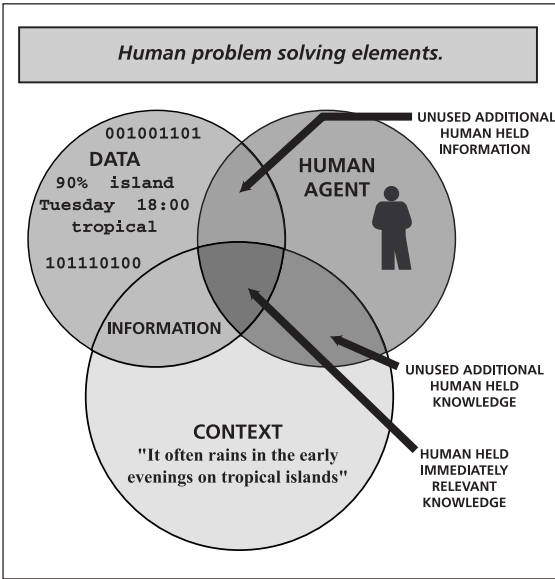 Human problem solving elements.
001001101
DATA
90% island
Tuesday 18:00
tropical
101110100
HUMAN
AGENT
INFORMATION
CONTEXT
"It often rains in the early
evenings on tropical islands"
UNUSED ADDITIONAL
HUMAN HELD
INFORMATION
UNUSED ADDITIONAL
HUMAN HELD
KNOWLEDGE
HUMAN HELD
IMMEDIATELY
RELEVANT
KNOWLEDGE